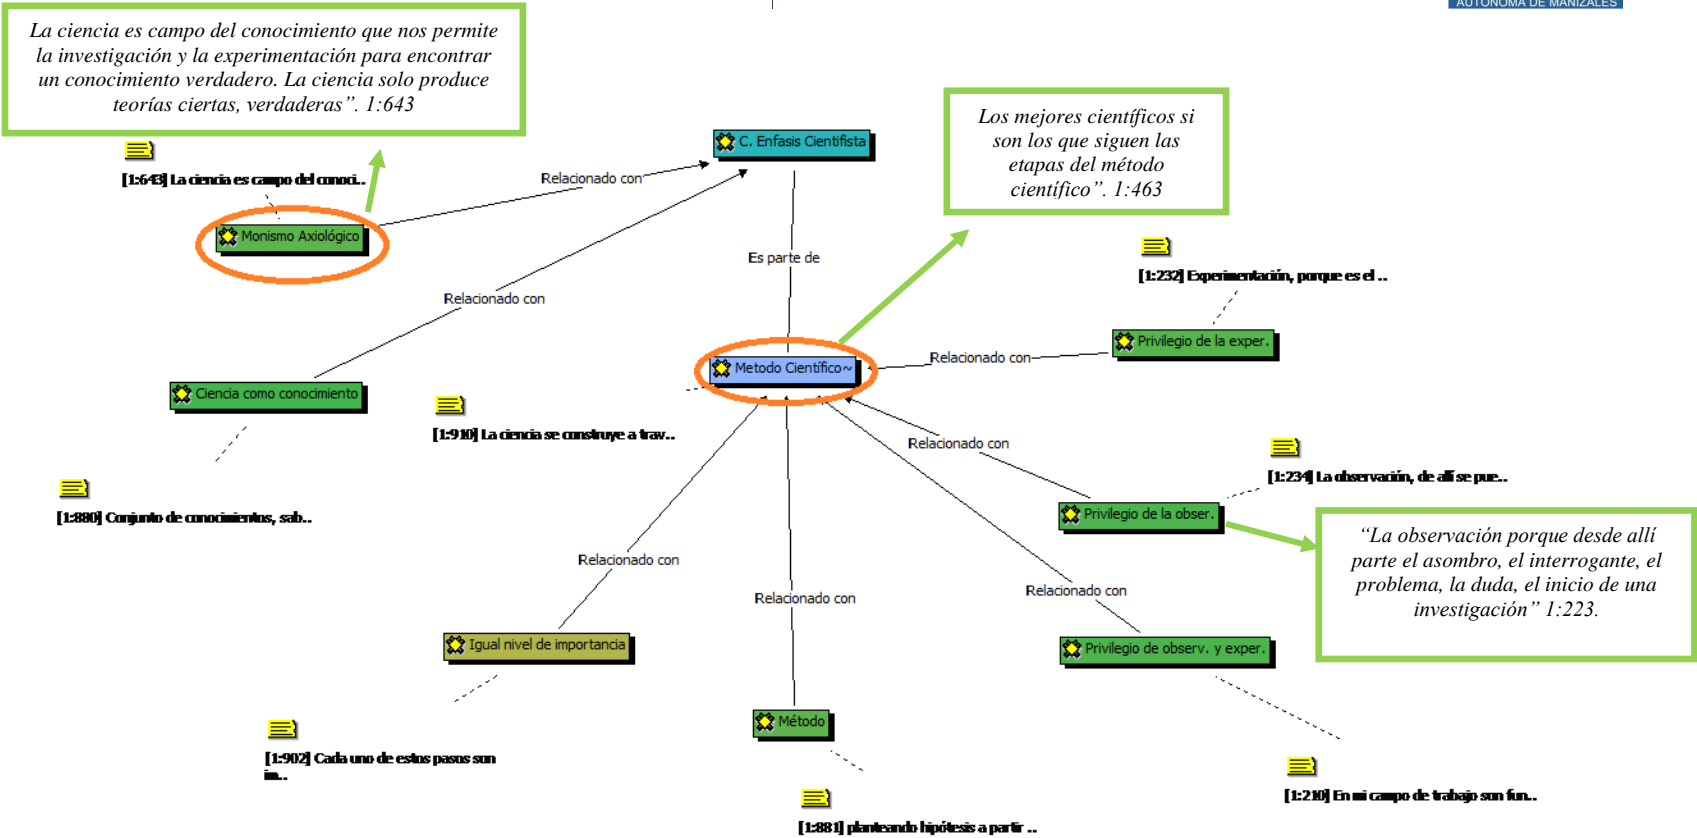 AUTÓNOMA DE MANIZALES
La ciencia es campo del conocimiento que nos permite
la investigación y la experimentación para encontrar
un conocimiento verdadero. La ciencia solo produce
teorías ciertas, verdaderas”. 1:643
Los mejores científicos si
son los que siguen las
etapas del método
científico”. 1:463
C. Enfasis Cientifista
[1:643] La ciencia es campo del conoci..
Relacionado con
Monismo Axiológico
Es parte de
[1:232] Experimentación, porque es el ..
Relacionado con
Privilegio de la exper.
Relacionado con
Metodo Científico~
Ciencia como conocimiento
[1:910] La ciencia se construye a trav..
Relacionado con
[1:234] La observación, de allí se pue..
[1:880] Conjunto de conocimientos, sab..
Privilegio de la obser.
“La observación porque desde allí
parte el asombro, el interrogante, el
problema, la duda, el inicio de una
investigación” 1:223.
Relacionado con
Relacionado con
Relacionado con
Igual nivel de importancia
Privilegio de observ. y exper.
Método
[1:902] Cada uno de estos pasos son
im..
[1:210] En mi campo de trabajo son fun..
[1:881] planteando hipótesis a partir ..